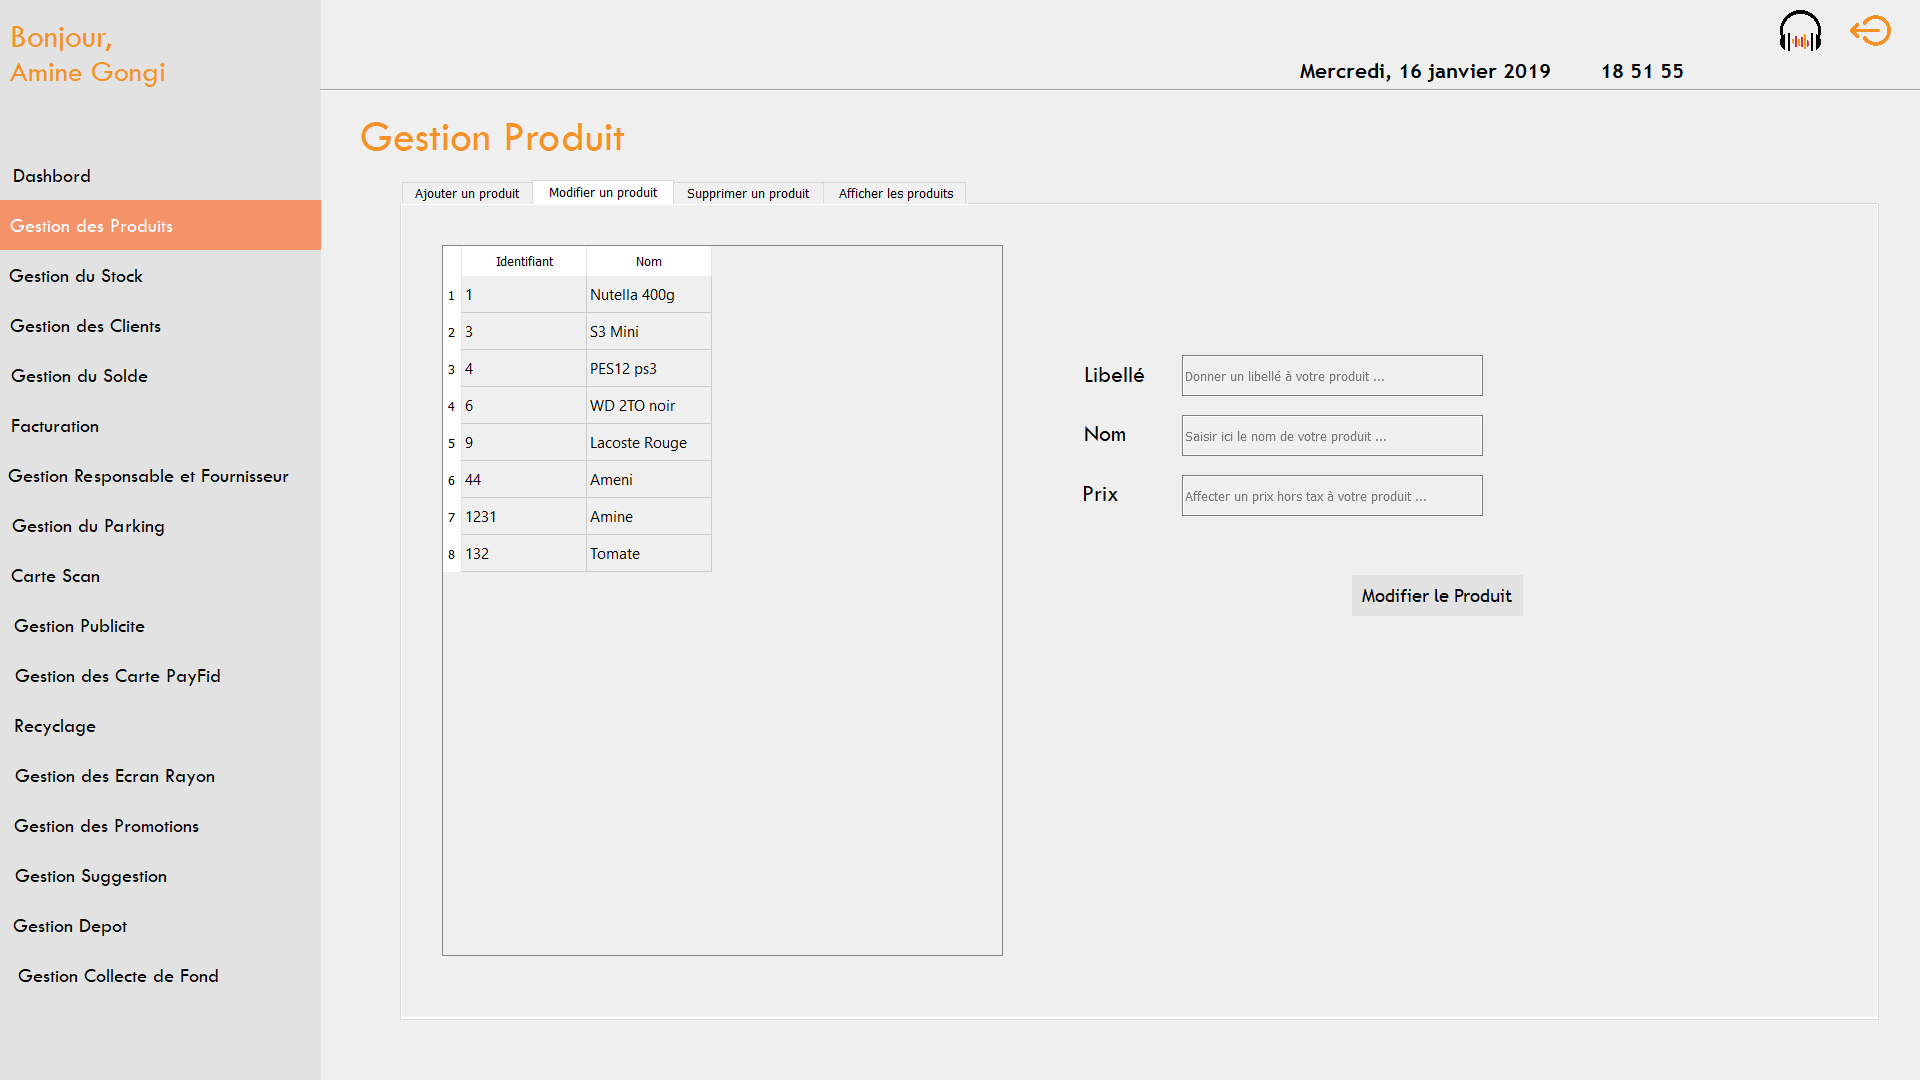 Bonjour,
Amine Gongi
Mercredi, 16 janvier 2019 18 51 55
Dashbord
Gestion des Produits
Gestion du Stock
Gestion des Clients
Gestion du Solde
Facturation
Gestion Responsable et Fournisseur
Gestion du Parking
Carte Scan
Gestion Publicite
Gestion des Carte PayFid
Recyclage
Gestion des Ecran Rayon
Gestion des Promotions
Gestion Suggestion
Gestion Depot
Gestion Collecte de Fond
Gestion Produit
Ajouter un produit Modifier un produit Supprimer un produit Afficher les produits
Identifiant Nom
1 1 Nutella 400g
2 3 S3 Mini
3 4 PES12 ps3
4 6 WD 2TO noir
5 9 Lacoste Rouge
6 44 Ameni
7 1231 Amine
8 132 Tomate
Libellé Donner un libellé à votre produit ...
Nom Saisir ici le nom de votre produit ...
Prix Affecter un prix hors tax à votre produit ...
Modifier le Produit